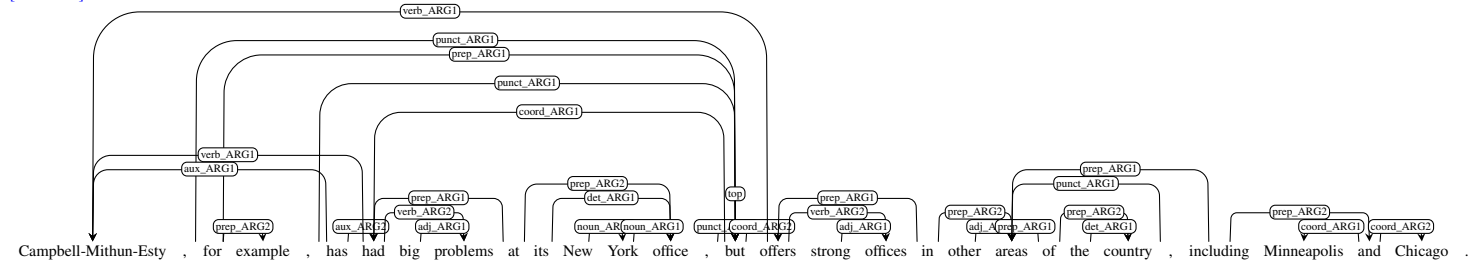 verb_ARG1
punct_ARG1
prep_ARG1
punct_ARG1
coord_ARG1
verb_ARG1
aux_ARG1
prep_ARG1
punct_ARG1
prep_ARG2
det_ARG1
top
prep_ARG1
prep_ARG1
verb_ARG2
verb_ARG2
prep_ARG2
prep_ARG2
prep_ARG2
prep_ARG2
aux_ARG2
adj_ARG1
noun_AR
noun_ARG1
punct_
coord_ARG2
adj_ARG1
adj_A
prep_ARG1
det_ARG1
coord_ARG1
coord_ARG2
Campbell-Mithun-Esty , for example , has had big problems at its New York office , but offers strong offices in other areas of the country , including Minneapolis and Chicago .